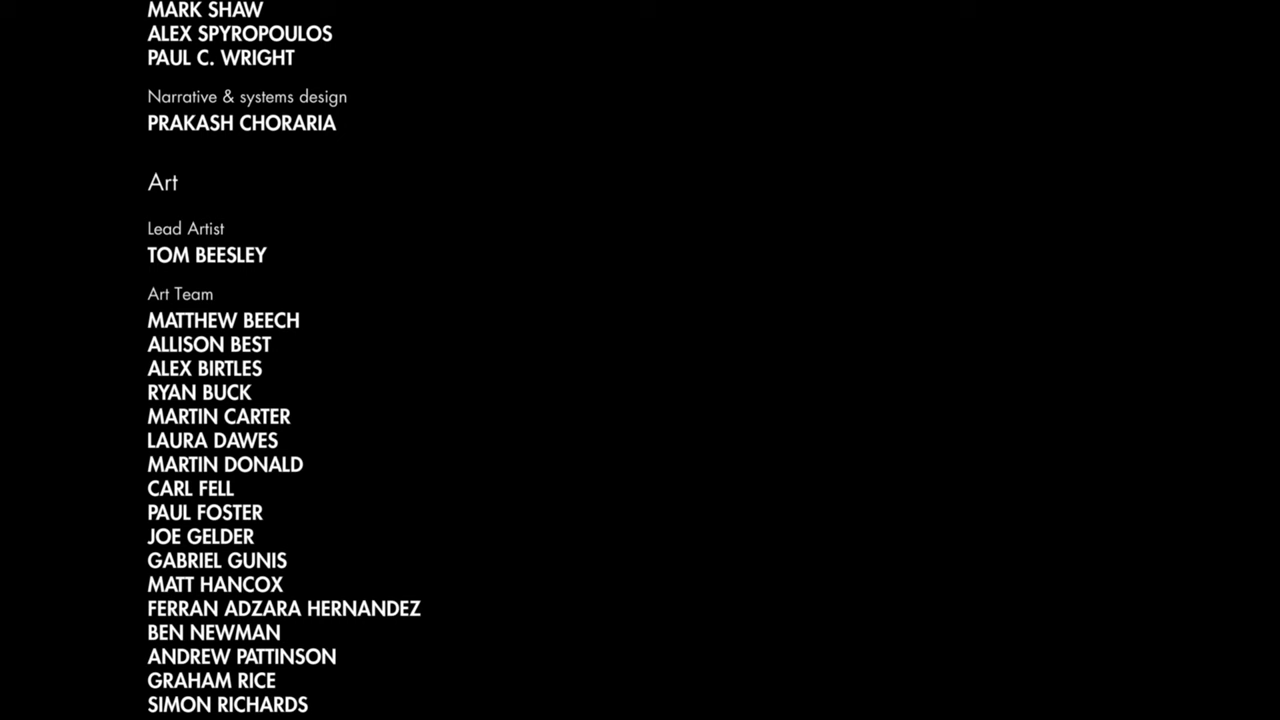 MARK SHAW
ALEX SPYROPOULOS
PAUL C. WRIGHT
Narrative & systems design
PRAKASH CHORARIA
Art
Lead Artist
TOM BEESLEY
Art Team
MATTHEW BEECH
ALLISON BEST
ALEX BIRTLES
RYAN BUCK
MARTIN CARTER
LAURA DAWES
MARTIN DONALD
CARL FELL
PAUL FOSTER
JOE GELDER
GABRIEL GUNIS
MATT HANCOX
FERRAN ADZARA HERNANDEZ
BEN NEWMAN
ANDREW PATTINSON
GRAHAM RICE
SIMON RICHARDS